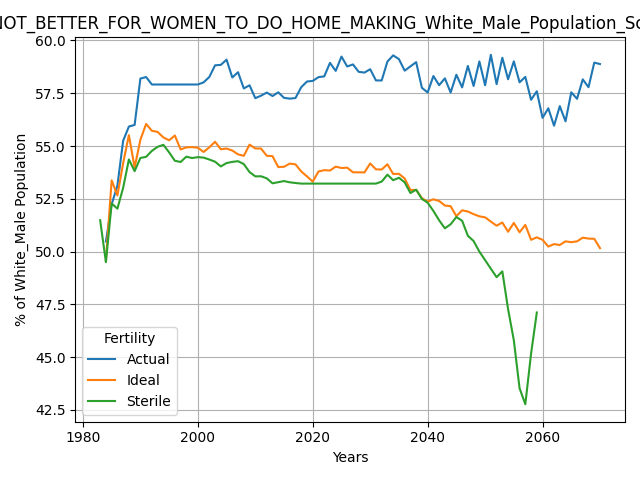 NOT_BETTER_FOR_WOMEN_TO_DO_HOME_MAKING_White_Male_Population
60.0
57.5
55.0
52.5
50.0
47.5
45.0
42.5
% of White_Male Population
Fertility
Actual
Ideal
Sterile
1980 2000 2020 2040 2060
Years